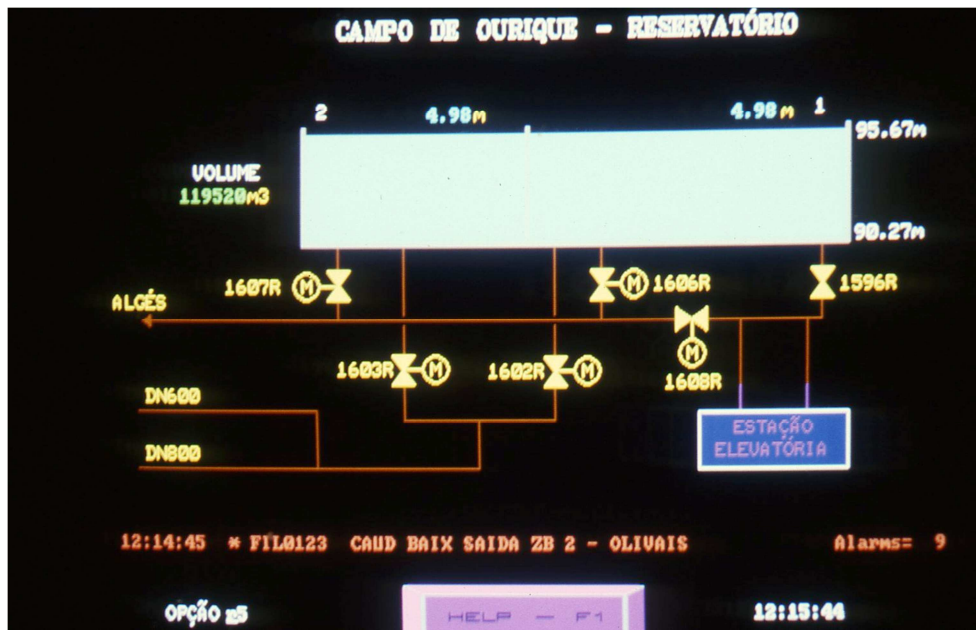 CAMPO DE OURIQUE - RESERVATÓRIO
2 4.98m 4.98m 1
95.67m
VOLUME
119520m3
90.27m
1607R M M 1606R 1596R
ALGÉS
1603R M 1602R M M
1608R
DN600
ESTAÇÃO
ELEVATÓRIA
DN800
12:14:45 * FIL0123 CAUD BAIX SAIDA ZB 2 - OLIVAIS Alarms= 9
OPÇÃO HELP - F1 12:15:44